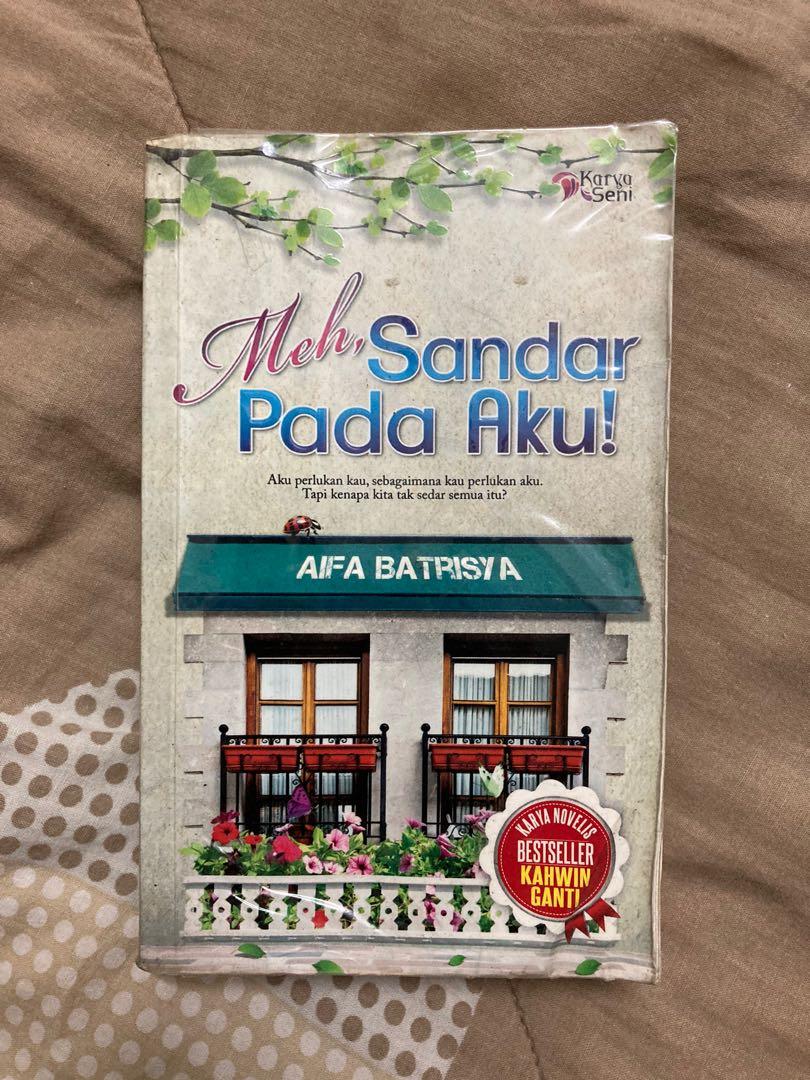 Karya
Seni
Meh, Sandar
Pada Aku!
Aku perlukan kau, sebagaimana kau perlukan aku.
Tapi kenapa kita tak sedar semua itu?
AIFA BATRISYA
KARYA NOVELIS
BESTSELLER
KAHWIN
GANTI